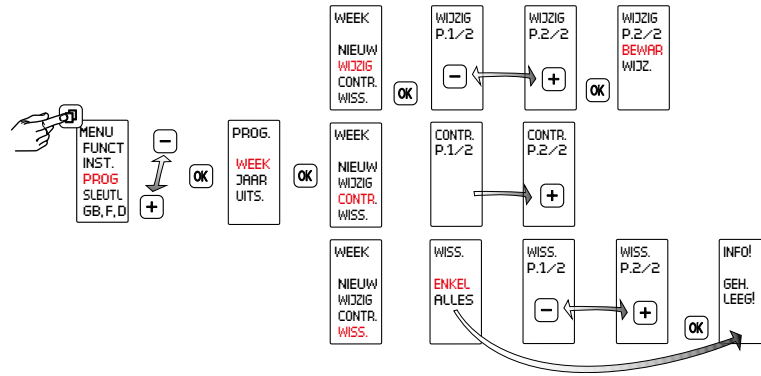 MENU
FUNCT
INST.
PROG
SLEUTL
GB, F, D
−
+
OK
PROG.
WEEK
JAAR
UITS.
OK
WEEK
NIEUW
WIJZIG
CONTR.
WISS.
OK
WIJZIG
P.1/2
−
WIJZIG
P.2/2
+
OK
WIJZIG
P.2/2
BEWAR
WIJZ.
WEEK
NIEUW
WIJZIG
CONTR.
WISS.
CONTR.
P.1/2
CONTR.
P.2/2
+
WEEK
NIEUW
WIJZIG
CONTR.
WISS.
WISS.
ENKEL
ALLES
WISS.
P.1/2
−
WISS.
P.2/2
+
OK
INFO!
GEH.
LEEG!